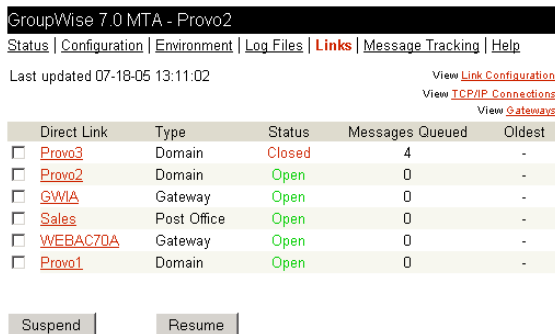 GroupWise 7.0 MTA - Provo2
Status | Configuration | Environment | Log Files | Links | Message Tracking | Help
Last updated 07-18-05 13:11:02
View Link Configuration
View TCP/IP Connections
View Gateways
Direct Link Type Status Messages Queued Oldest
Provo3 Domain Closed 4 -
Provo2 Domain Open 0 -
GWIA Gateway Open 0 -
Sales Post Office Open 0 -
WEBAC70A Gateway Open 0 -
Provo1 Domain Open 0 -
Suspend Resume